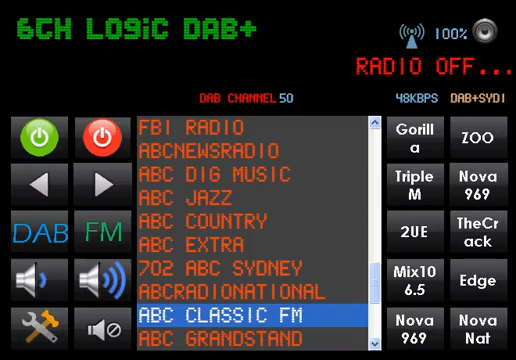 6CH LOGiC DAB+
100%
RADIO OFF...
DAB CHANNEL 50
48KBPS
DAB+SYD1
FBI RADIO
ABCNEWSRADIO
ABC DIG MUSIC
ABC JAZZ
ABC COUNTRY
ABC EXTRA
702 ABC SYDNEY
ABCRADIONATIONAL
ABC CLASSIC FM
ABC GRANDSTAND
DAB
FM
Gorill
a
ZOO
Triple
M
Nova
969
2UE
TheCr
ack
Mix10
6.5
Edge
Nova
969
Nova
Nat